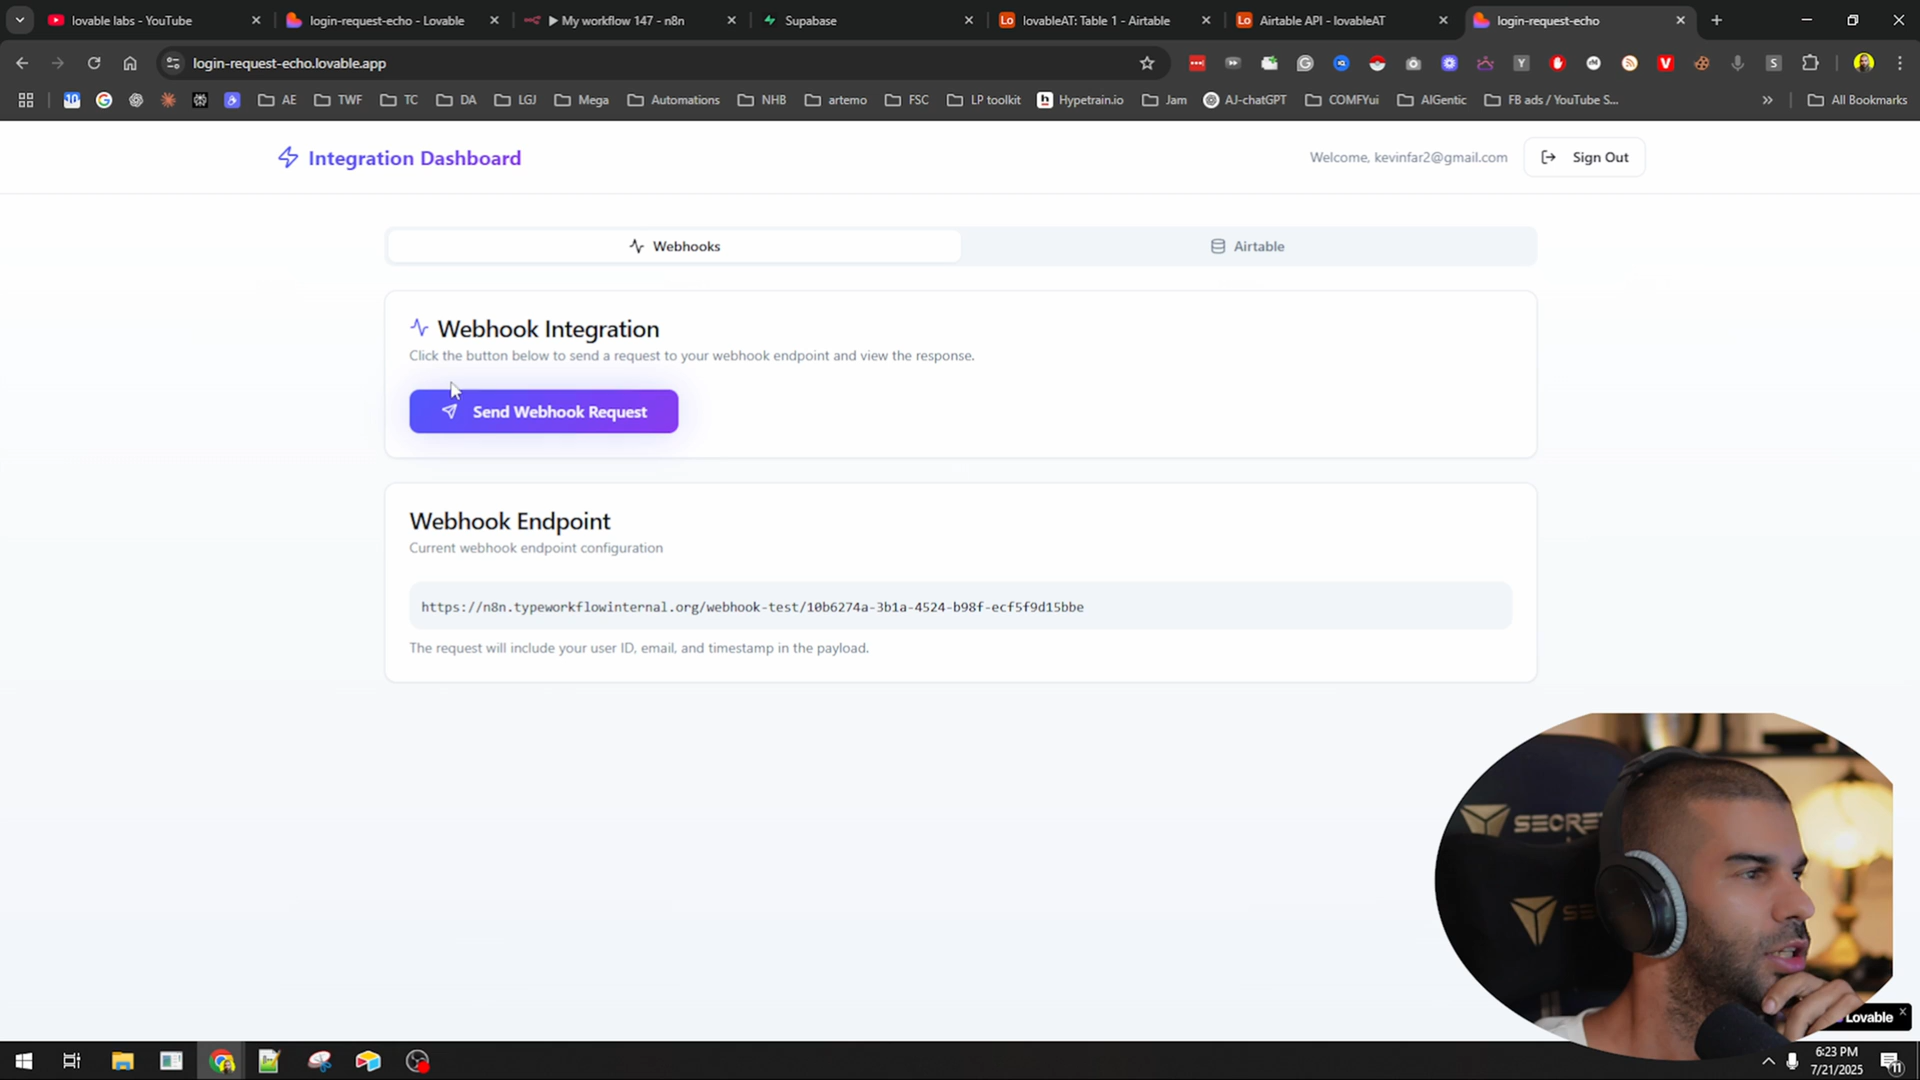 lovable labs - YouTube
login-request-echo - Lovable
My workflow 147 - n8n
Supabase
lovableAT: Table 1 - Airtable
Airtable API - lovableAT
login-request-echo
login-request-echo.lovable.app
AE
TWF
TC
DA
LGJ
Mega
Automations
NHB
artemo
FSC
LP toolkit
Hypetrain.io
Jam
AJ-chatGPT
COMFYui
AIGentic
FB ads / YouTube S...
All Bookmarks
Integration Dashboard
Welcome, kevinfar2@gmail.com
Sign Out
Webhooks
Airtable
Webhook Integration
Click the button below to send a request to your webhook endpoint and view the response.
Send Webhook Request
Webhook Endpoint
Current webhook endpoint configuration
https://n8n.typeworkflowinternal.org/webhook-test/10b6274a-3b1a-4524-b98f-ecf5f9d15bbe
The request will include your user ID, email, and timestamp in the payload.
Lovable
6:23 PM
7/21/2025
11